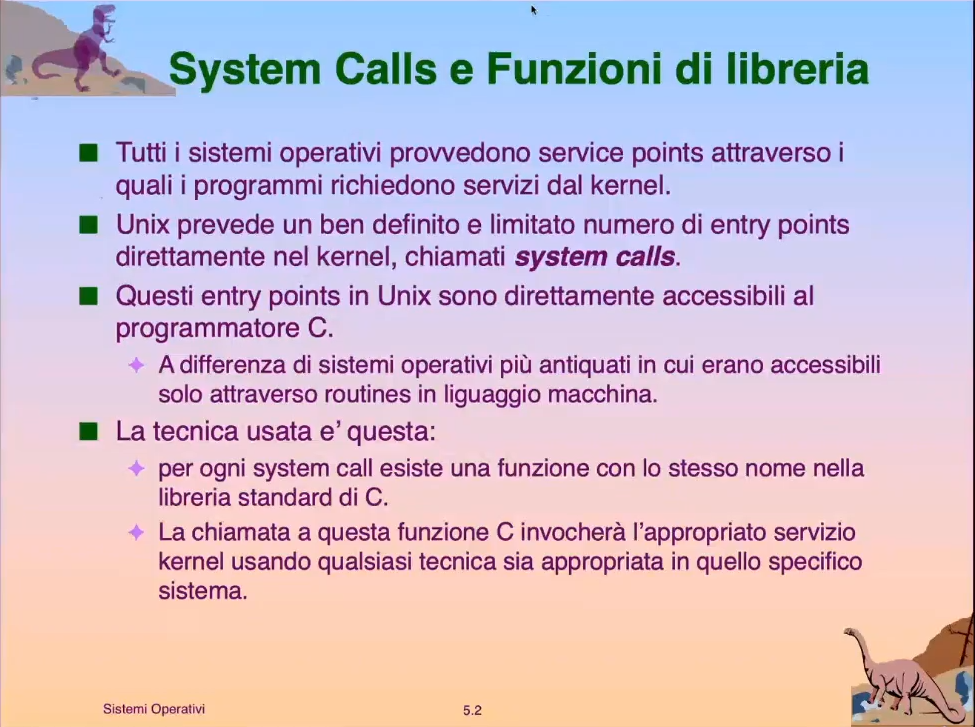 System Calls e Funzioni di libreria
Tutti i sistemi operativi provvedono service points attraverso i
quali i programmi richiedono servizi dal kernel.
Unix prevede un ben definito e limitato numero di entry points
direttamente nel kernel, chiamati system calls.
Questi entry points in Unix sono direttamente accessibili al
programmatore C.
A differenza di sistemi operativi più antiquati in cui erano accessibili
solo attraverso routines in liguaggio macchina.
La tecnica usata e' questa:
per ogni system call esiste una funzione con lo stesso nome nella
libreria standard di C.
La chiamata a questa funzione C invocherà l'appropriato servizio
kernel usando qualsiasi tecnica sia appropriata in quello specifico
sistema.
Sistemi Operativi
5.2